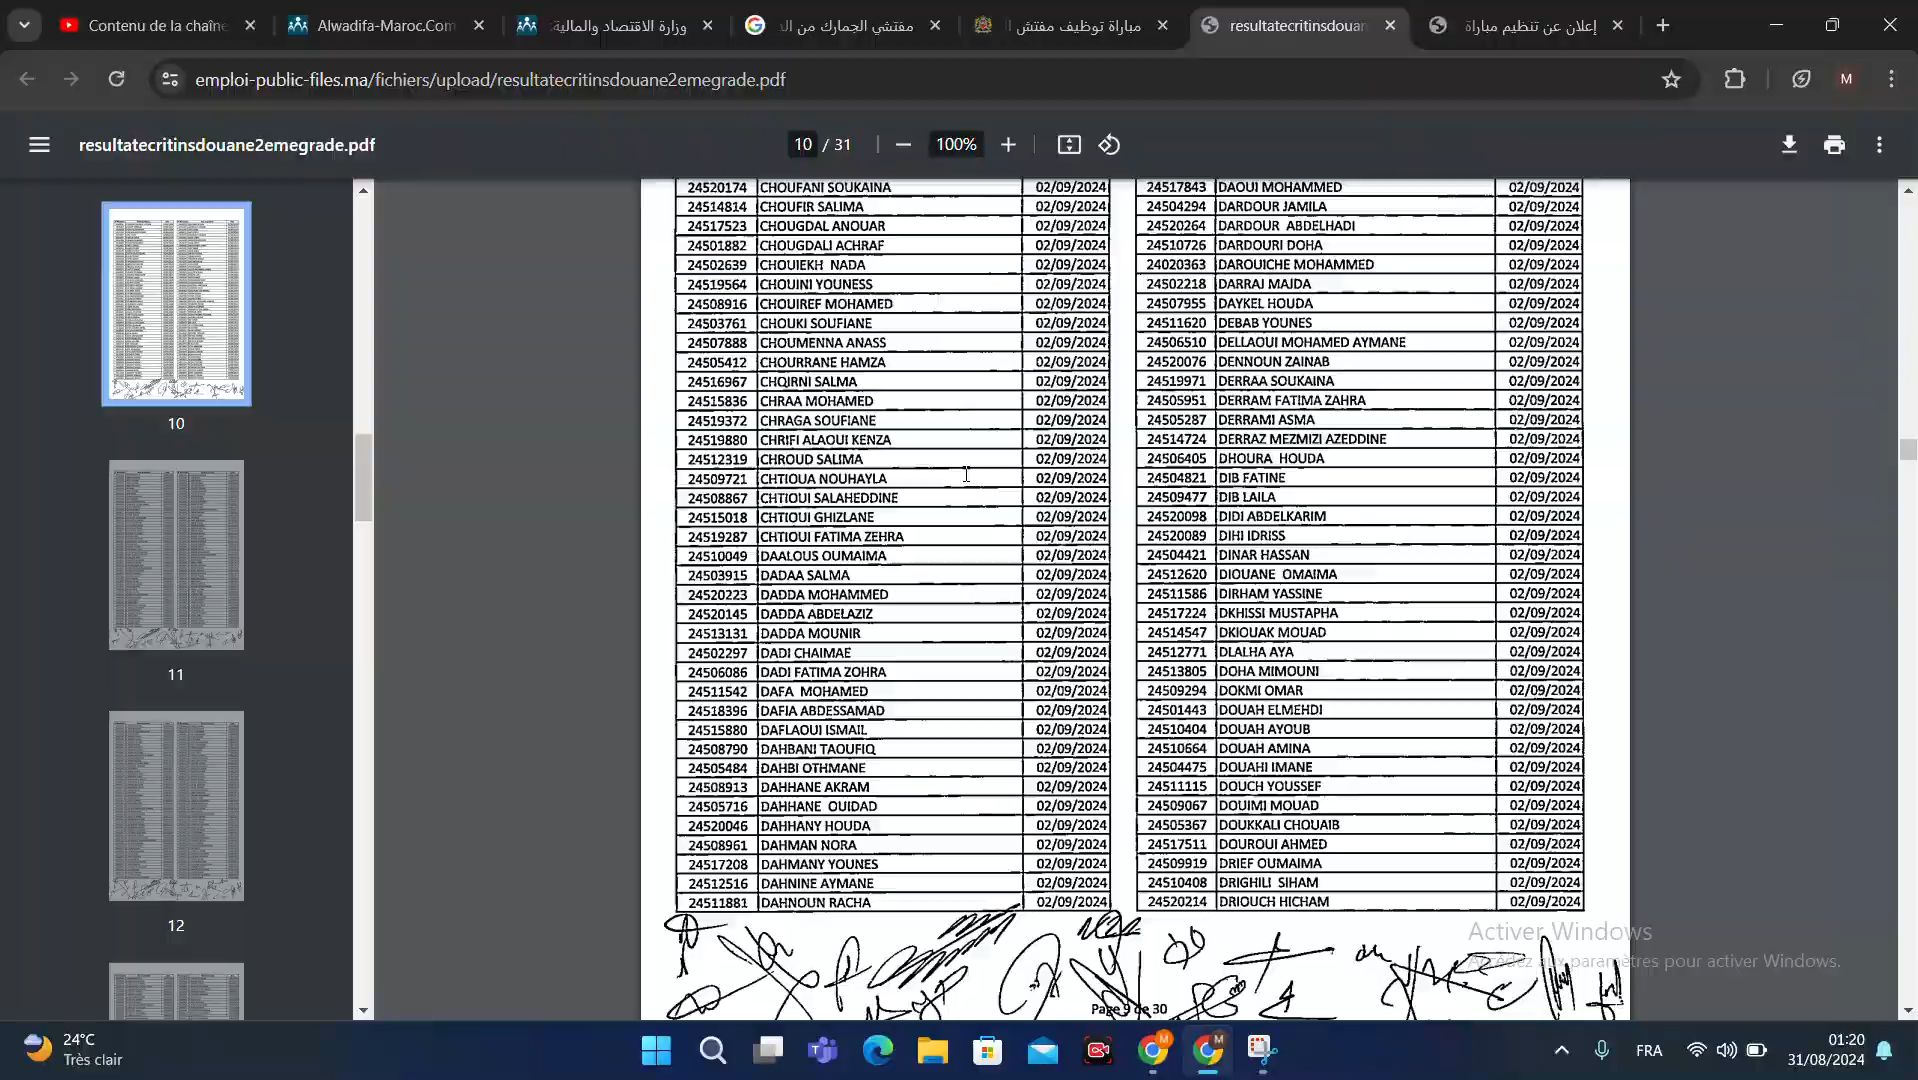 Contenu de la chaîne
Alwadifa-Maroc.Com
وزارة الاقتصاد والمالية:
مفتشي الجمارك من الد
مباراة توظيف مفتش ا
resultatecritinsdouan
إعلان عن تنظيم مباراة
emploi-public-files.ma/fichiers/upload/resultatecritinsdouane2emegrade.pdf
M
resultatecritinsdouane2emegrade.pdf
10 / 31
100%
10
11
12
24520174 CHOUFANI SOUKAINA 02/09/2024
24514814 CHOUFIR SALIMA 02/09/2024
24517523 CHOUGDAL ANOUAR 02/09/2024
24501882 CHOUGDALI ACHRAF 02/09/2024
24502639 CHOUIEKH NADA 02/09/2024
24519564 CHOUINI YOUNESS 02/09/2024
24508916 CHOUIREF MOHAMED 02/09/2024
24503761 CHOUKI SOUFIANE 02/09/2024
24507888 CHOUMENNA ANASS 02/09/2024
24505412 CHOURRANE HAMZA 02/09/2024
24516967 CHQIRNI SALMA 02/09/2024
24515836 CHRAA MOHAMED 02/09/2024
24519372 CHRAGA SOUFIANE 02/09/2024
24519880 CHRIFI ALAOUI KENZA 02/09/2024
24512319 CHROUD SALIMA 02/09/2024
24509721 CHTIOUA NOUHAYLA 02/09/2024
24508867 CHTIOUI SALAHEDDINE 02/09/2024
24515018 CHTIOUI GHIZLANE 02/09/2024
24519287 CHTIOUI FATIMA ZEHRA 02/09/2024
24510049 DAALOUS OUMAIMA 02/09/2024
24503915 DADAA SALMA 02/09/2024
24520223 DADDA MOHAMMED 02/09/2024
24520145 DADDA ABDELAZIZ 02/09/2024
24513131 DADDA MOUNIR 02/09/2024
24502297 DADI CHAIMAE 02/09/2024
24506086 DADI FATIMA ZOHRA 02/09/2024
24511542 DAFA MOHAMED 02/09/2024
24518396 DAFIA ABDESSAMAD 02/09/2024
24515880 DAFLAOUI ISMAIL 02/09/2024
24508790 DAHBANI TAOUFIQ 02/09/2024
24505484 DAHBI OTHMANE 02/09/2024
24508913 DAHHANE AKRAM 02/09/2024
24505716 DAHHANE OUIDAD 02/09/2024
24520046 DAHHANY HOUDA 02/09/2024
24508961 DAHMAN NORA 02/09/2024
24517208 DAHMANY YOUNES 02/09/2024
24512516 DAHNINE AYMANE 02/09/2024
24511881 DAHNOUN RACHA 02/09/2024
24517843 DAOUI MOHAMMED 02/09/2024
24504294 DARDOUR JAMILA 02/09/2024
24520264 DARDOUR ABDELHADI 02/09/2024
24510726 DARDOURI DOHA 02/09/2024
24020363 DAROUICHE MOHAMMED 02/09/2024
24502218 DARRAJ MAJDA 02/09/2024
24507955 DAYKEL HOUDA 02/09/2024
24511620 DEBAB YOUNES 02/09/2024
24506510 DELLAOUI MOHAMED AYMANE 02/09/2024
24520076 DENNOUN ZAINAB 02/09/2024
24519971 DERRAA SOUKAINA 02/09/2024
24505951 DERRAM FATIMA ZAHRA 02/09/2024
24505287 DERRAMI ASMA 02/09/2024
24514724 DERRAZ MEZMIZI AZEDDINE 02/09/2024
24506405 DHOURA HOUDA 02/09/2024
24504821 DIB FATINE 02/09/2024
24509477 DIB LAILA 02/09/2024
24520098 DIDI ABDELKARIM 02/09/2024
24520089 DIHI IDRISS 02/09/2024
24504421 DINAR HASSAN 02/09/2024
24512620 DIOUANE OMAIMA 02/09/2024
24511586 DIRHAM YASSINE 02/09/2024
24517224 DKHISSI MUSTAPHA 02/09/2024
24514547 DKIOUAK MOUAD 02/09/2024
24512771 DLALHA AYA 02/09/2024
24513805 DOHA MIMOUNI 02/09/2024
24509294 DOKMI OMAR 02/09/2024
24501443 DOUAH ELMEHDI 02/09/2024
24510404 DOUAH AYOUB 02/09/2024
24510664 DOUAH AMINA 02/09/2024
24504475 DOUAHI IMANE 02/09/2024
24511115 DOUCH YOUSSEF 02/09/2024
24509067 DOUIMI MOUAD 02/09/2024
24505367 DOUKKALI CHOUAIB 02/09/2024
24517511 DOUROUI AHMED 02/09/2024
24509919 DRIEF OUMAIMA 02/09/2024
24510408 DRIGHILI SIHAM 02/09/2024
24520214 DRIOUCH HICHAM 02/09/2024
Page 9 de 30
Activer Windows
Accédez aux paramètres pour activer Windows.
24°C
Très clair
FRA
01:20
31/08/2024